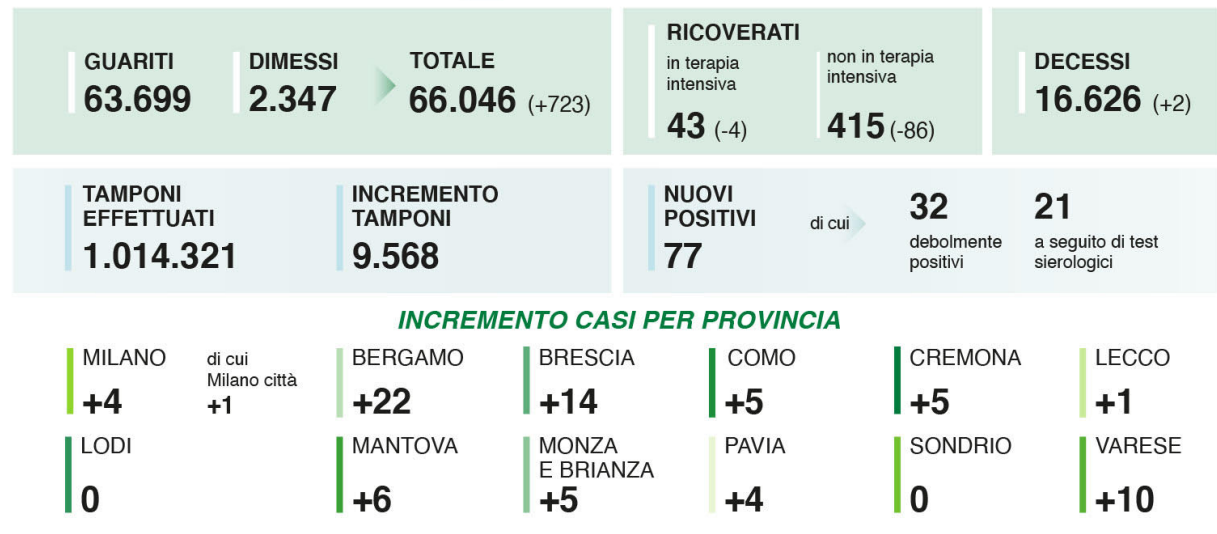 GUARITI
63.699
DIMESSI
2.347
TOTALE
66.046 (+723)
RICOVERATI
in terapia
intensiva
43 (-4)
non in terapia
intensiva
415 (-86)
DECESSI
16.626 (+2)
TAMPONI
EFFETTUATI
1.014.321
INCREMENTO
TAMPONI
9.568
NUOVI
POSITIVI
77
di cui
32
debolmente
positivi
21
a seguito di test
sierologici
INCREMENTO CASI PER PROVINCIA
MILANO
+4
di cui
Milano città
+1
BERGAMO
+22
BRESCIA
+14
COMO
+5
CREMONA
+5
LECCO
+1
LODI
0
MANTOVA
+6
MONZA
E BRIANZA
+5
PAVIA
+4
SONDRIO
0
VARESE
+10